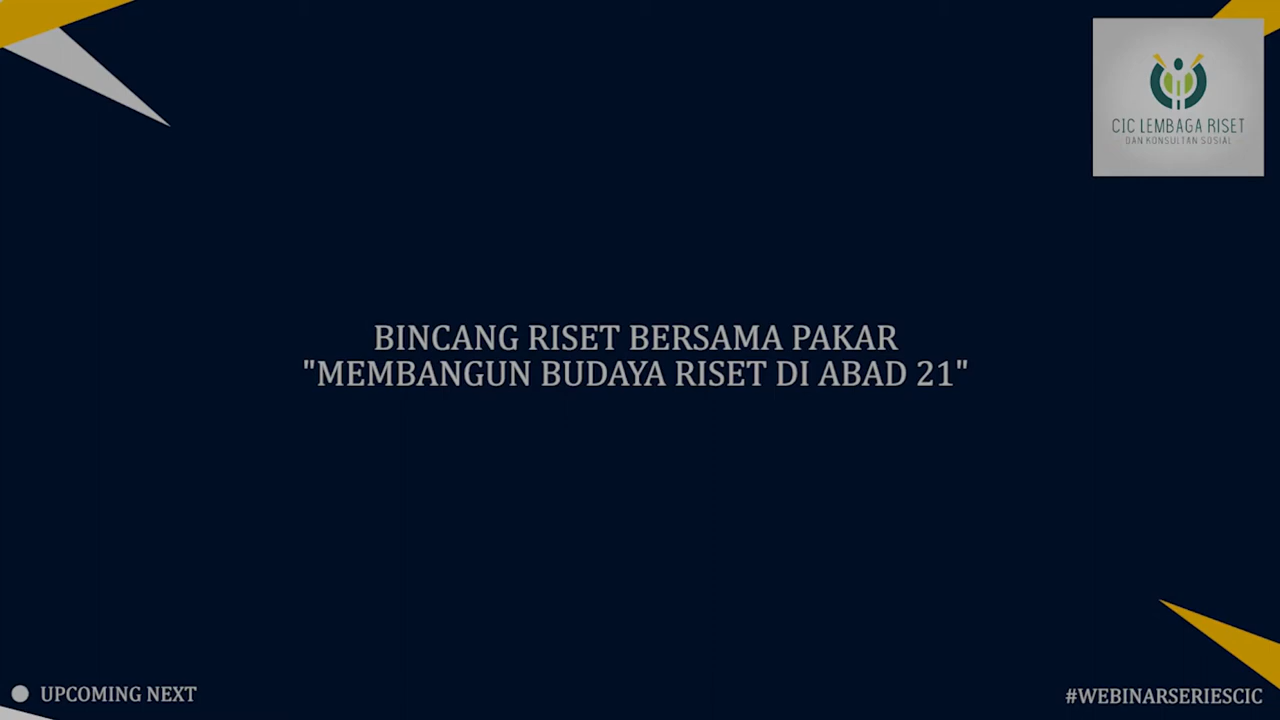 CIC LEMBAGA RISET
DAN KONSULTAN SOSIAL
BINCANG RISET BERSAMA PAKAR
"MEMBANGUN BUDAYA RISET DI ABAD 21"
UPCOMING NEXT
#WEBINARSERIESCIC